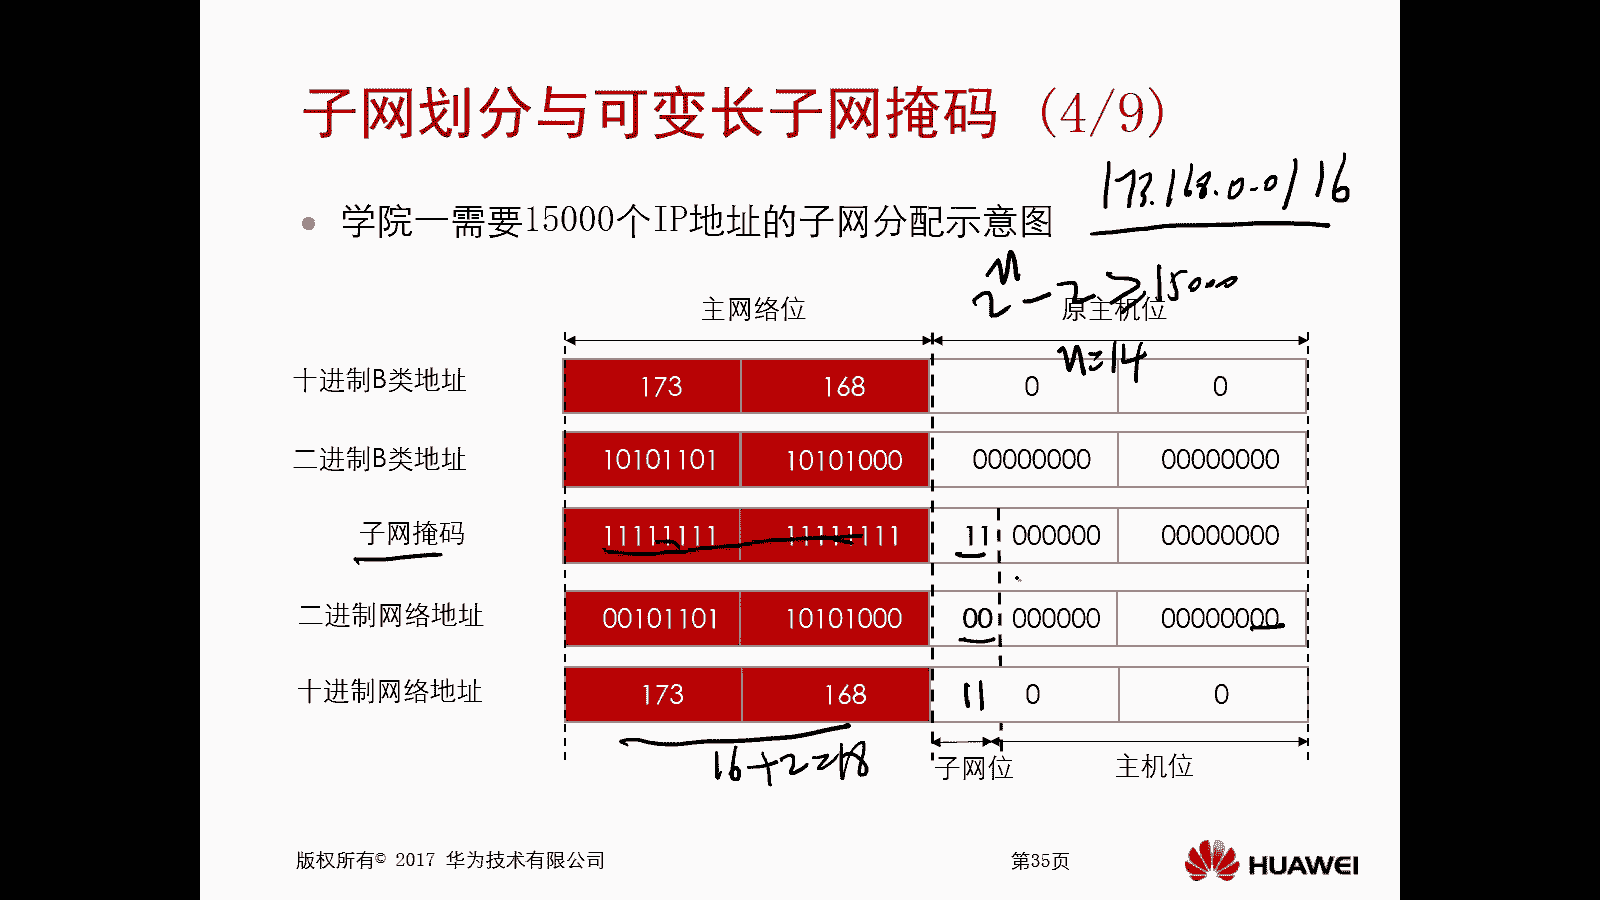 子网划分与可变长子网掩码 (4/9)
173.168.0.0/16
学院一需要15000个IP地址的子网分配示意图
2ⁿ-2≥15000
主网络位 原主机位
n=14
十进制B类地址 173 168 0 0
二进制B类地址 10101101 10101000 00000000 00000000
子网掩码 11111111 11111111 11 000000 00000000
二进制网络地址 00101101 10101000 00 000000 00000000
十进制网络地址 173 168 11 0 0
16+2=18
子网位 主机位
版权所有© 2017 华为技术有限公司 第35页 HUAWEI